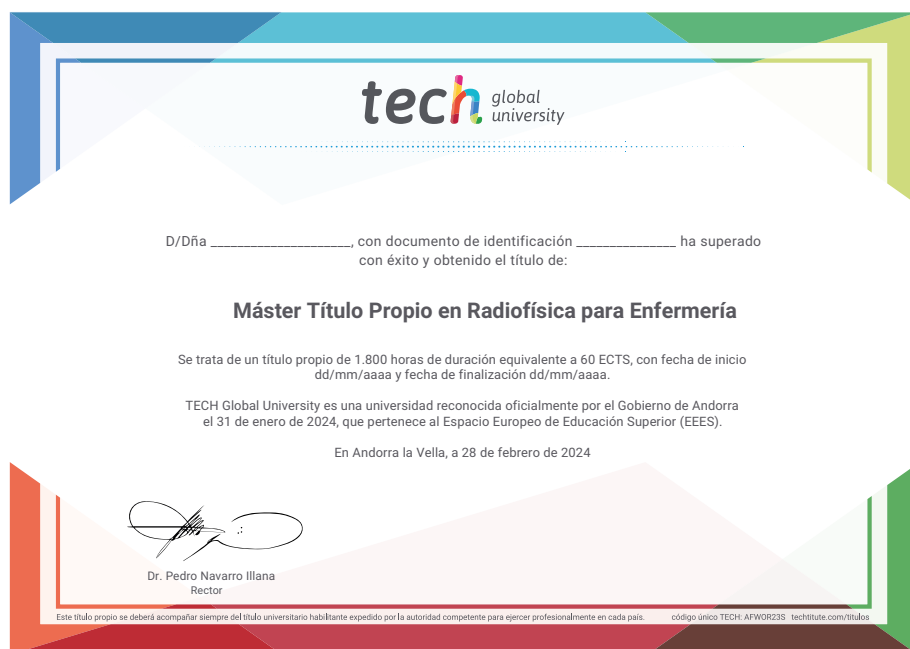 tech global university
D/Dña _____________________, con documento de identificación _______________ ha superado
con éxito y obtenido el título de:
Máster Título Propio en Radiofísica para Enfermería
Se trata de un título propio de 1.800 horas de duración equivalente a 60 ECTS, con fecha de inicio
dd/mm/aaaa y fecha de finalización dd/mm/aaaa.
TECH Global University es una universidad reconocida oficialmente por el Gobierno de Andorra
el 31 de enero de 2024, que pertenece al Espacio Europeo de Educación Superior (EEES).
En Andorra la Vella, a 28 de febrero de 2024
Dr. Pedro Navarro Illana
Rector
Este título propio se deberá acompañar siempre del título universitario habilitante expedido por la autoridad competente para ejercer profesionalmente en cada país. código único TECH: AFWOR23S techtitute.com/titulos